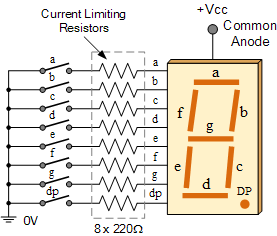 Current Limiting
Resistors
+Vcc
Common
Anode
a
b
c
d
e
f
g
dp
a
b
c
d
e
f
g
dp
a
f
b
g
e
c
d
DP
0V
8 x 220Ω